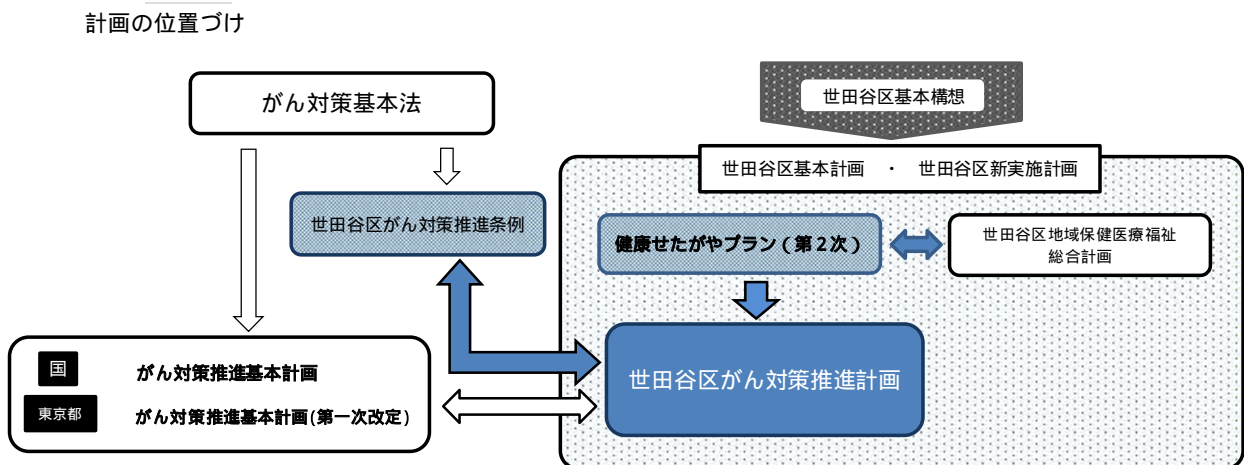 計画の位置づけ
がん対策基本法
世田谷区基本構想
世田谷区基本計画 ・ 世田谷区新実施計画
世田谷区がん対策推進条例
健康せたがやプラン(第2次)
世田谷区地域保健医療福祉
総合計画
国 がん対策推進基本計画
東京都 がん対策推進基本計画(第一次改定)
世田谷区がん対策推進計画